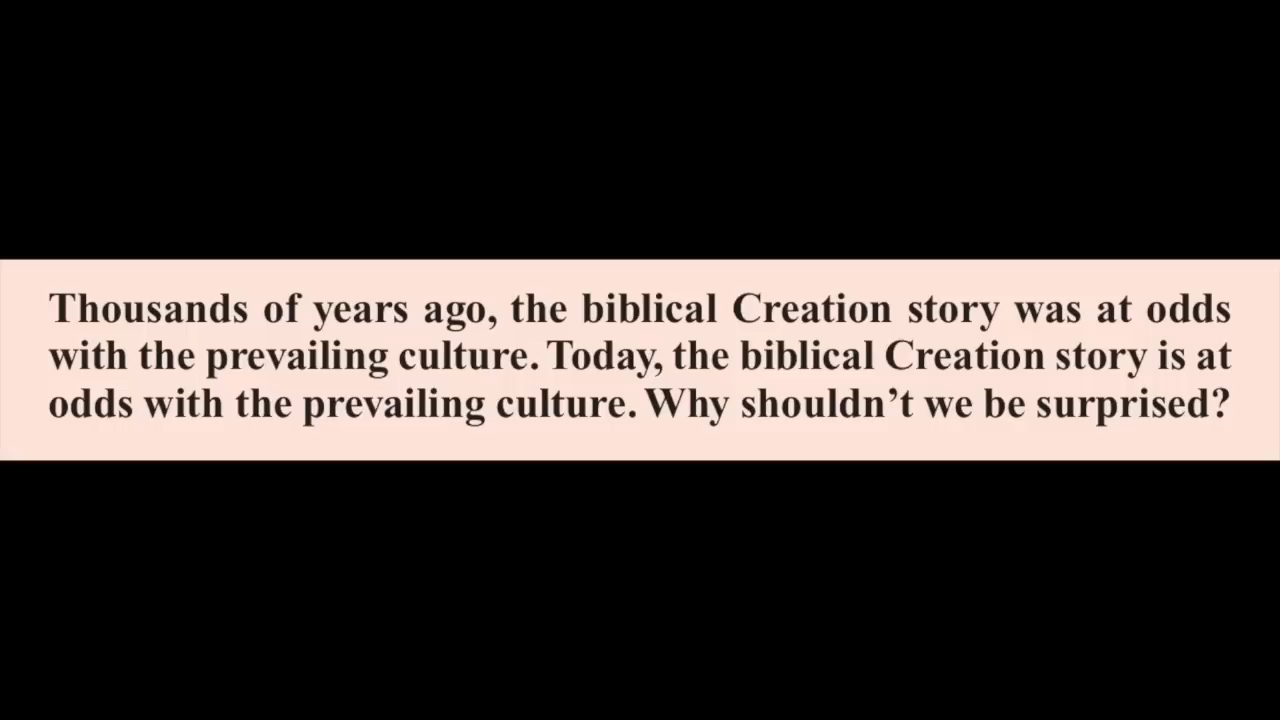 Thousands of years ago, the biblical Creation story was at odds
with the prevailing culture. Today, the biblical Creation story is at
odds with the prevailing culture. Why shouldn’t we be surprised?